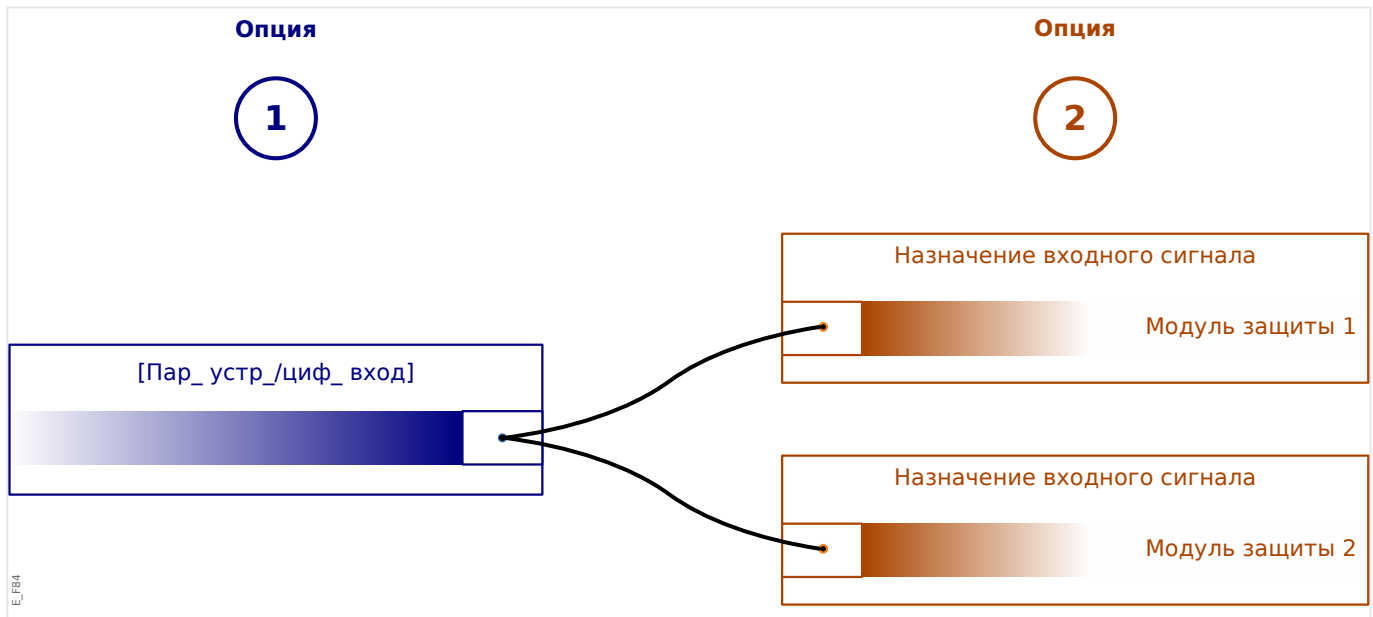 Опция
1
Опция
2
[Пар_ устр_/циф_ вход]
Назначение входного сигнала
Модуль защиты 1
Назначение входного сигнала
Модуль защиты 2
E_F84